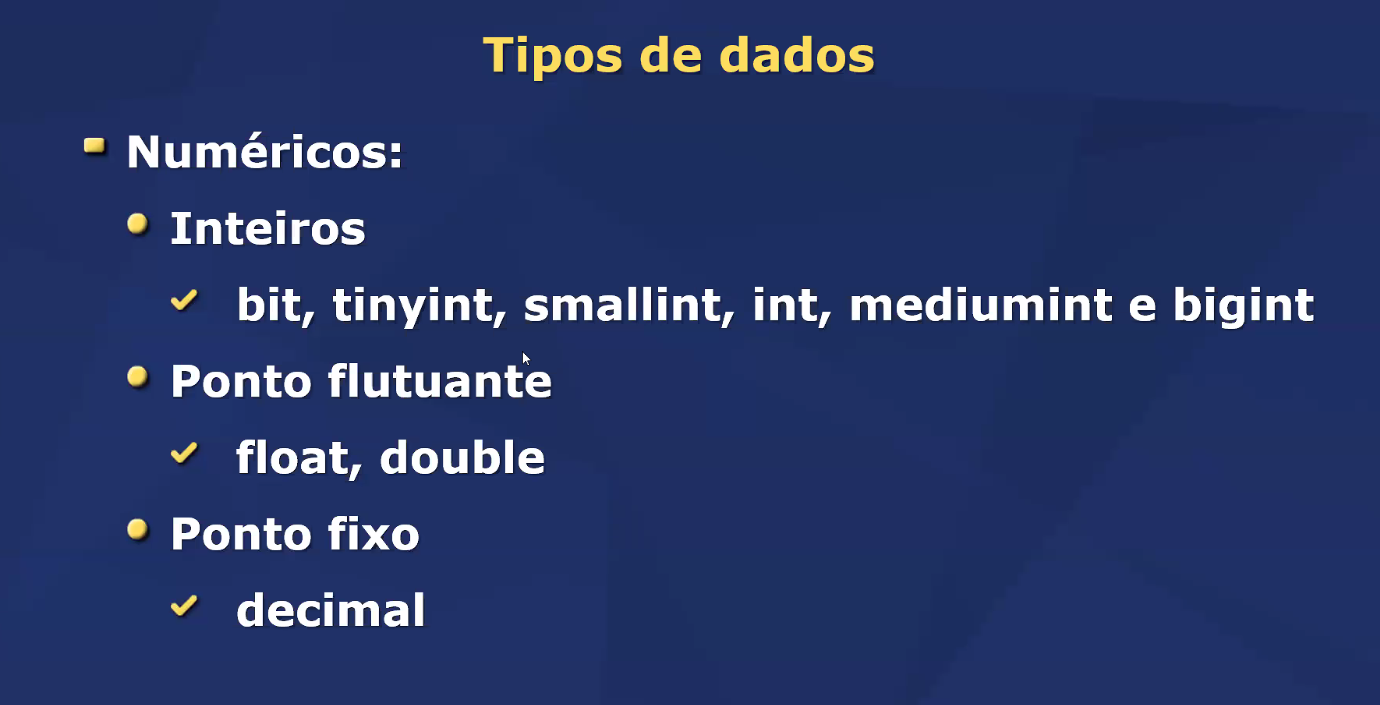 Tipos de dados
Numéricos:
Inteiros
bit, tinyint, smallint, int, mediumint e bigint
Ponto flutuante
float, double
Ponto fixo
decimal